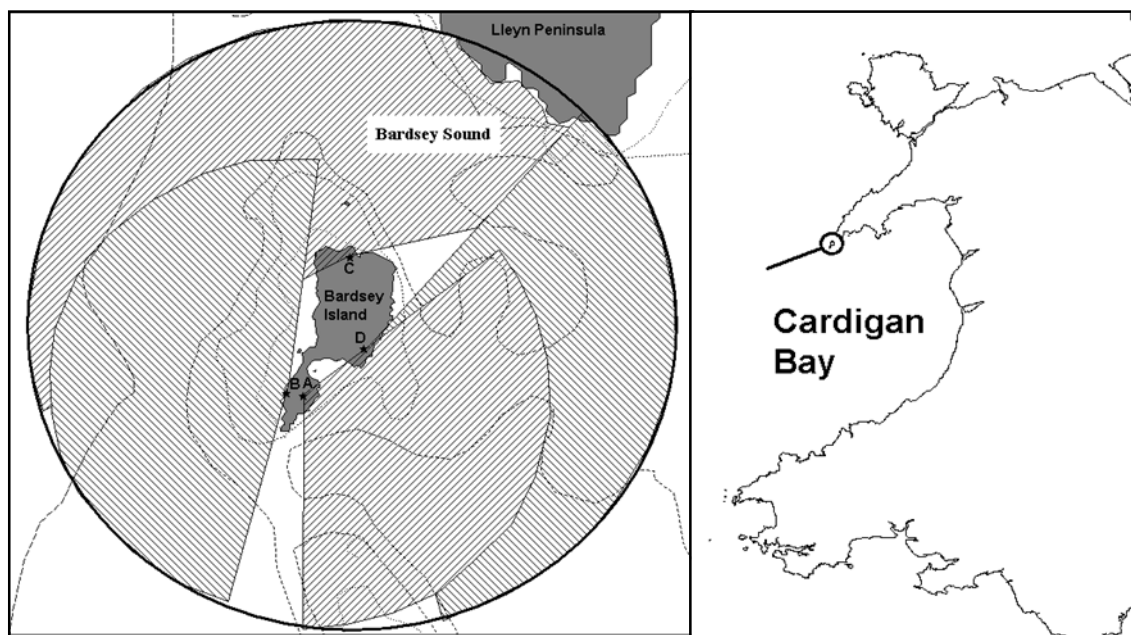 Lleyn Peninsula
Bardsey Sound
C
Bardsey
Island
D
B A
Cardigan
Bay